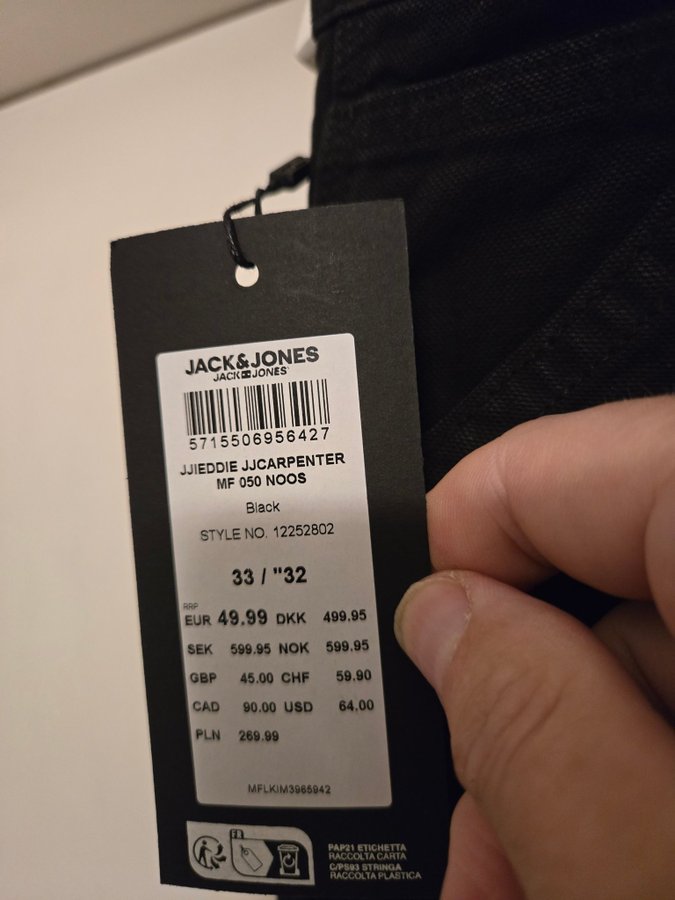 JACK&JONES
JACK JONES
5715506956427
JJIEDDIE JJCARPENTER
MF 050 NOOS
Black
STYLE NO. 12252802
33 / "32
RRP
EUR 49.99 DKK 499.95
SEK 599.95 NOK 599.95
GBP 45.00 CHF 59.90
CAD 90.00 USD 64.00
PLN 269.99
MFLKIM3965942
FR
PAP21 ETICHETTA
RACCOLTA CARTA
C/PS93 STRINGA
RACCOLTA PLASTICA